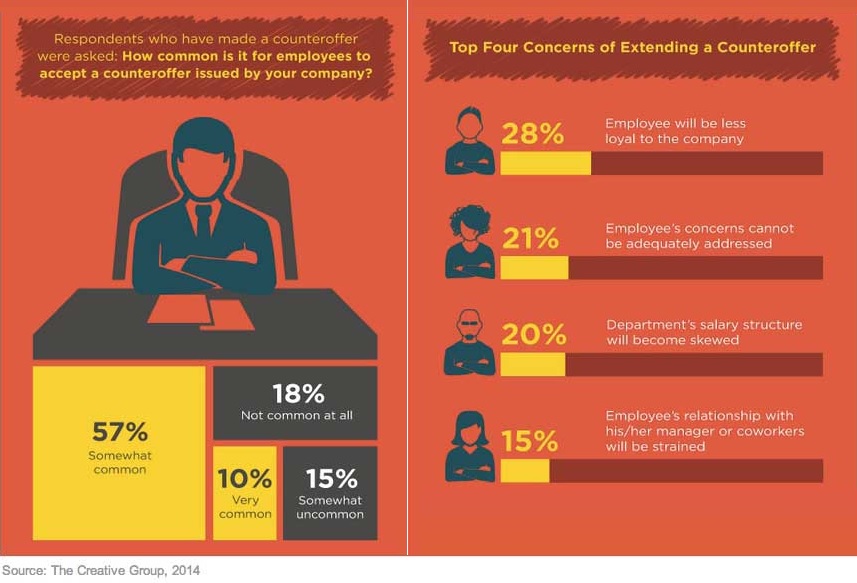 Respondents who have made a counteroffer
were asked: How common is it for employees to
accept a counteroffer issued by your company?
57%
Somewhat
common
18%
Not common at all
10%
Very
common
15%
Somewhat
uncommon
Top Four Concerns of Extending a Counteroffer
28%
Employee will be less
loyal to the company
21%
Employee's concerns cannot
be adequately addressed
20%
Department's salary structure
will become skewed
15%
Employee's relationship with
his/her manager or coworkers
will be strained
Source: The Creative Group, 2014